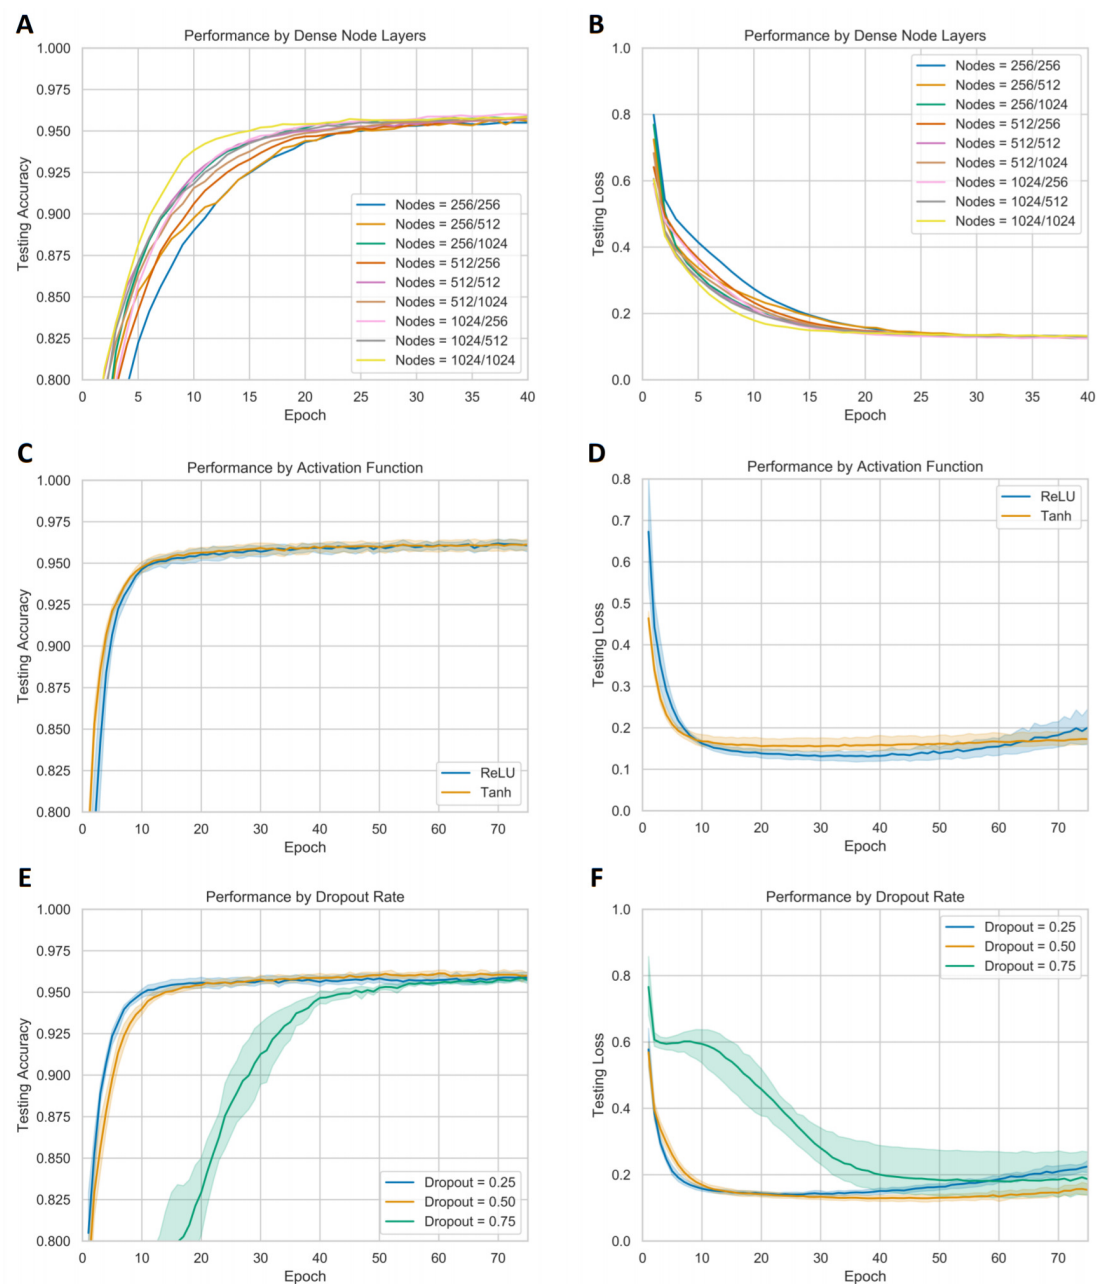 A
Performance by Dense Node Layers
1.000
0.975
0.950
0.925
0.900
0.875
0.850
0.825
0.800
Testing Accuracy
0 5 10 15 20 25 30 35 40
Epoch
Nodes = 256/256
Nodes = 256/512
Nodes = 256/1024
Nodes = 512/256
Nodes = 512/512
Nodes = 512/1024
Nodes = 1024/256
Nodes = 1024/512
Nodes = 1024/1024
B
Performance by Dense Node Layers
1.0
0.8
0.6
0.4
0.2
0.0
Testing Loss
0 5 10 15 20 25 30 35 40
Epoch
Nodes = 256/256
Nodes = 256/512
Nodes = 256/1024
Nodes = 512/256
Nodes = 512/512
Nodes = 512/1024
Nodes = 1024/256
Nodes = 1024/512
Nodes = 1024/1024
C
Performance by Activation Function
1.000
0.975
0.950
0.925
0.900
0.875
0.850
0.825
0.800
Testing Accuracy
0 10 20 30 40 50 60 70
Epoch
ReLU
Tanh
D
Performance by Activation Function
0.8
0.7
0.6
0.5
0.4
0.3
0.2
0.1
0.0
Testing Loss
0 10 20 30 40 50 60 70
Epoch
ReLU
Tanh
E
Performance by Dropout Rate
1.000
0.975
0.950
0.925
0.900
0.875
0.850
0.825
0.800
Testing Accuracy
0 10 20 30 40 50 60 70
Epoch
Dropout = 0.25
Dropout = 0.50
Dropout = 0.75
F
Performance by Dropout Rate
1.0
0.8
0.6
0.4
0.2
0.0
Testing Loss
0 10 20 30 40 50 60 70
Epoch
Dropout = 0.25
Dropout = 0.50
Dropout = 0.75